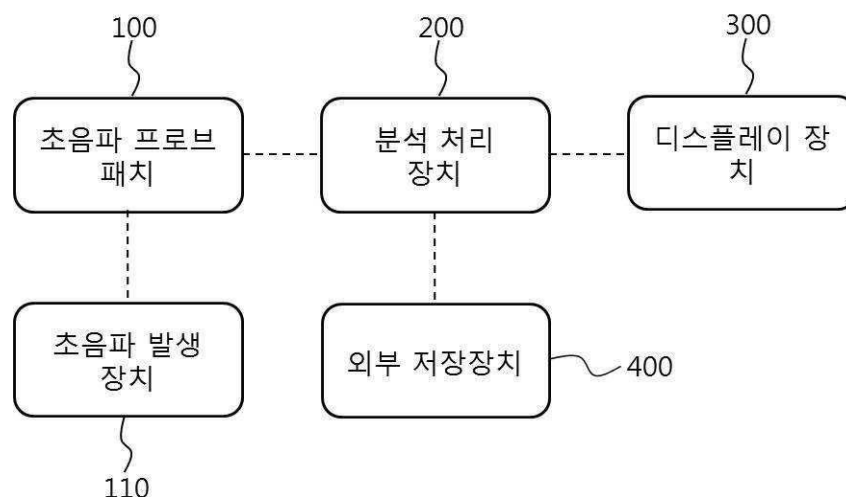 100
200
300
초음파 프로브
패치
분석 처리
장치
디스플레이 장
치
초음파 발생
장치
외부 저장장치
400
110